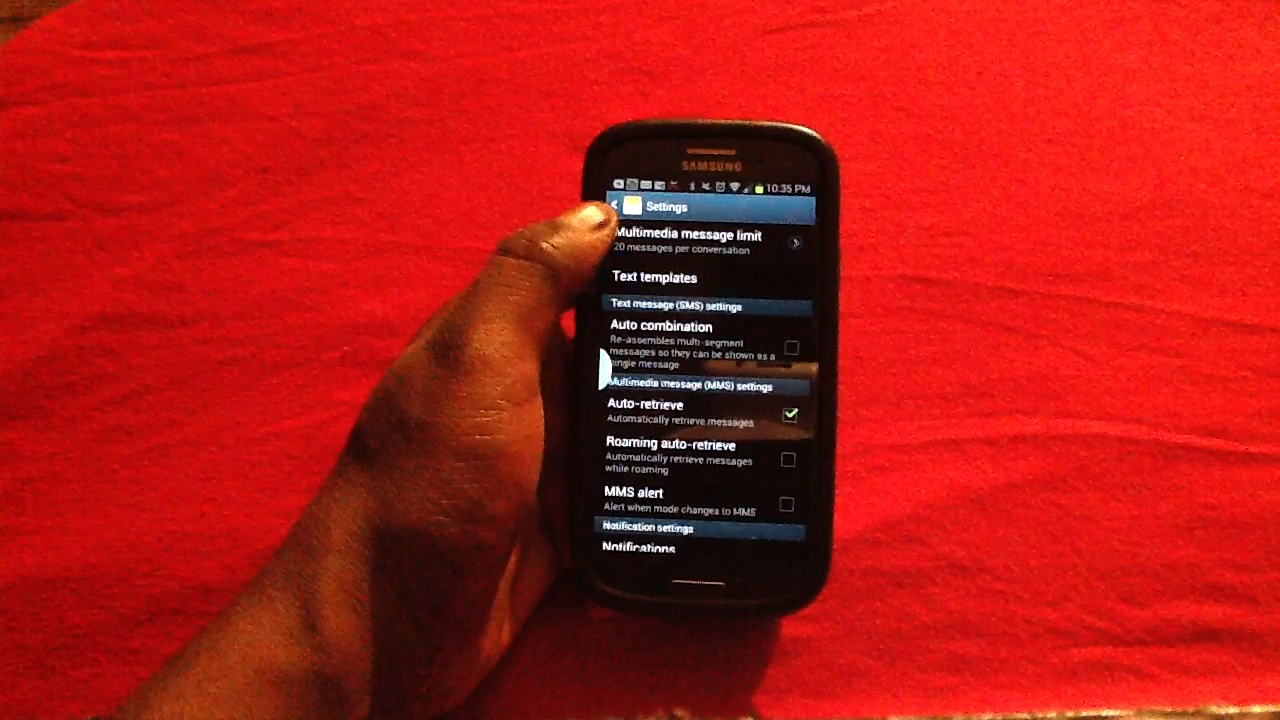 SAMSUNG
10:35 PM
Settings
Multimedia message limit
20 messages per conversation
Text templates
Text message (SMS) settings
Auto combination
Re-assembles multi-segment
messages so they can be shown as a
single message
Multimedia message (MMS) settings
Auto-retrieve
Automatically retrieve messages
Roaming auto-retrieve
Automatically retrieve messages
while roaming
MMS alert
Alert when mode changes to MMS
Notification settings
Notifications